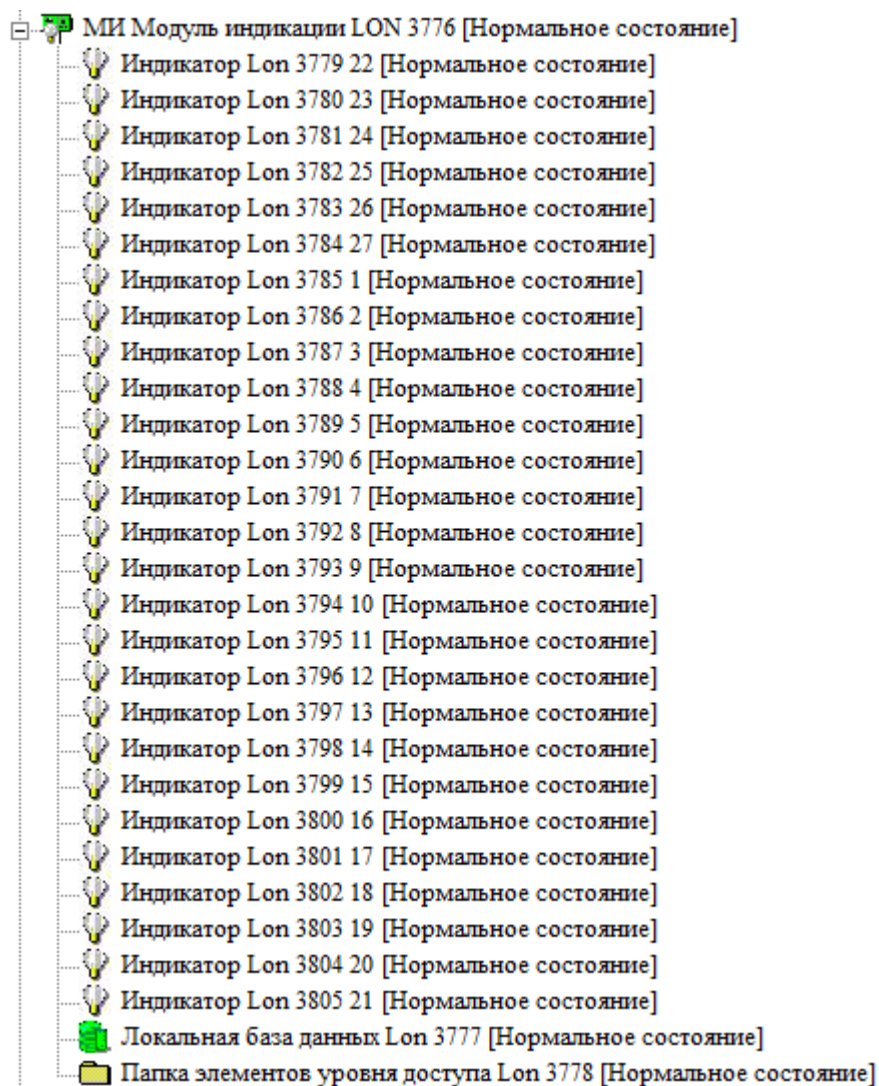 МИ Модуль индикации LON 3776 [Нормальное состояние]
Индикатор Lon 3779 22 [Нормальное состояние]
Индикатор Lon 3780 23 [Нормальное состояние]
Индикатор Lon 3781 24 [Нормальное состояние]
Индикатор Lon 3782 25 [Нормальное состояние]
Индикатор Lon 3783 26 [Нормальное состояние]
Индикатор Lon 3784 27 [Нормальное состояние]
Индикатор Lon 3785 1 [Нормальное состояние]
Индикатор Lon 3786 2 [Нормальное состояние]
Индикатор Lon 3787 3 [Нормальное состояние]
Индикатор Lon 3788 4 [Нормальное состояние]
Индикатор Lon 3789 5 [Нормальное состояние]
Индикатор Lon 3790 6 [Нормальное состояние]
Индикатор Lon 3791 7 [Нормальное состояние]
Индикатор Lon 3792 8 [Нормальное состояние]
Индикатор Lon 3793 9 [Нормальное состояние]
Индикатор Lon 3794 10 [Нормальное состояние]
Индикатор Lon 3795 11 [Нормальное состояние]
Индикатор Lon 3796 12 [Нормальное состояние]
Индикатор Lon 3797 13 [Нормальное состояние]
Индикатор Lon 3798 14 [Нормальное состояние]
Индикатор Lon 3799 15 [Нормальное состояние]
Индикатор Lon 3800 16 [Нормальное состояние]
Индикатор Lon 3801 17 [Нормальное состояние]
Индикатор Lon 3802 18 [Нормальное состояние]
Индикатор Lon 3803 19 [Нормальное состояние]
Индикатор Lon 3804 20 [Нормальное состояние]
Индикатор Lon 3805 21 [Нормальное состояние]
Локальная база данных Lon 3777 [Нормальное состояние]
Папка элементов уровня доступа Lon 3778 [Нормальное состояние]